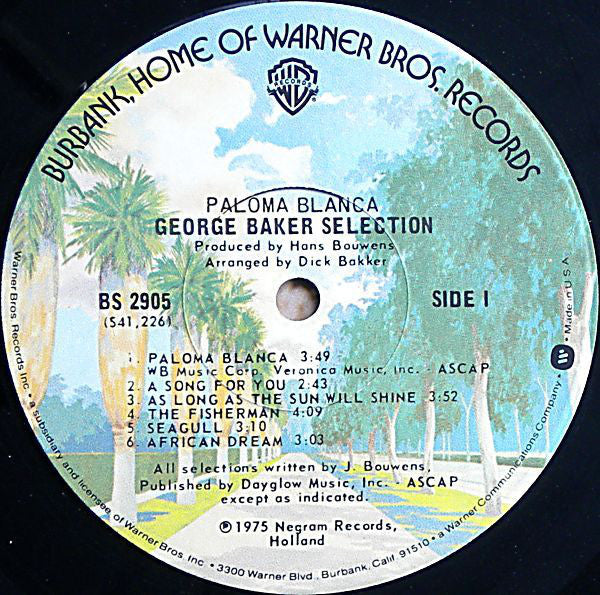 BURBANK, HOME OF WARNER BROS. RECORDS
WB
RECORDS
®
PALOMA BLANCA
GEORGE BAKER SELECTION
Produced by Hans Bouwens
Arranged by Dick Bakker
BS 2905
(S41,226)
SIDE I
1. PALOMA BLANCA 3:49
WB Music Corp. Veronica Music, Inc. - ASCAP
2. A SONG FOR YOU 2:43
3. AS LONG AS THE SUN WILL SHINE 3:52
4. THE FISHERMAN 4:09
5. SEAGULL 3:10
6. AFRICAN DREAM 3:03
All selections written by J. Bouwens,
Published by Dayglow Music, Inc. - ASCAP
except as indicated.
℗ 1975 Negram Records,
Holland
Warner Bros. Records Inc. • a subsidiary and licensee of Warner Bros. Inc. • 3300 Warner Blvd., Burbank, Calif. 91510 • a Warner Communications Company • Made in U.S.A.